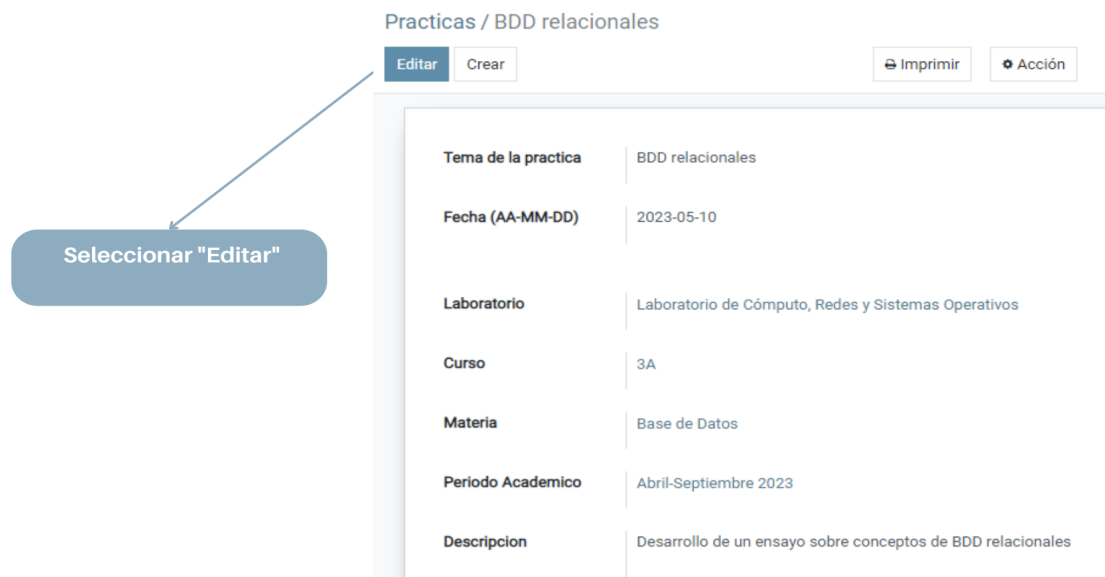 Practicas / BDD relacionales
Editar Crear Imprimir Acción
Tema de la practica BDD relacionales
Fecha (AA-MM-DD) 2023-05-10
Seleccionar "Editar"
Laboratorio Laboratorio de Cómputo, Redes y Sistemas Operativos
Curso 3A
Materia Base de Datos
Periodo Academico Abril-Septiembre 2023
Descripcion Desarrollo de un ensayo sobre conceptos de BDD relacionales